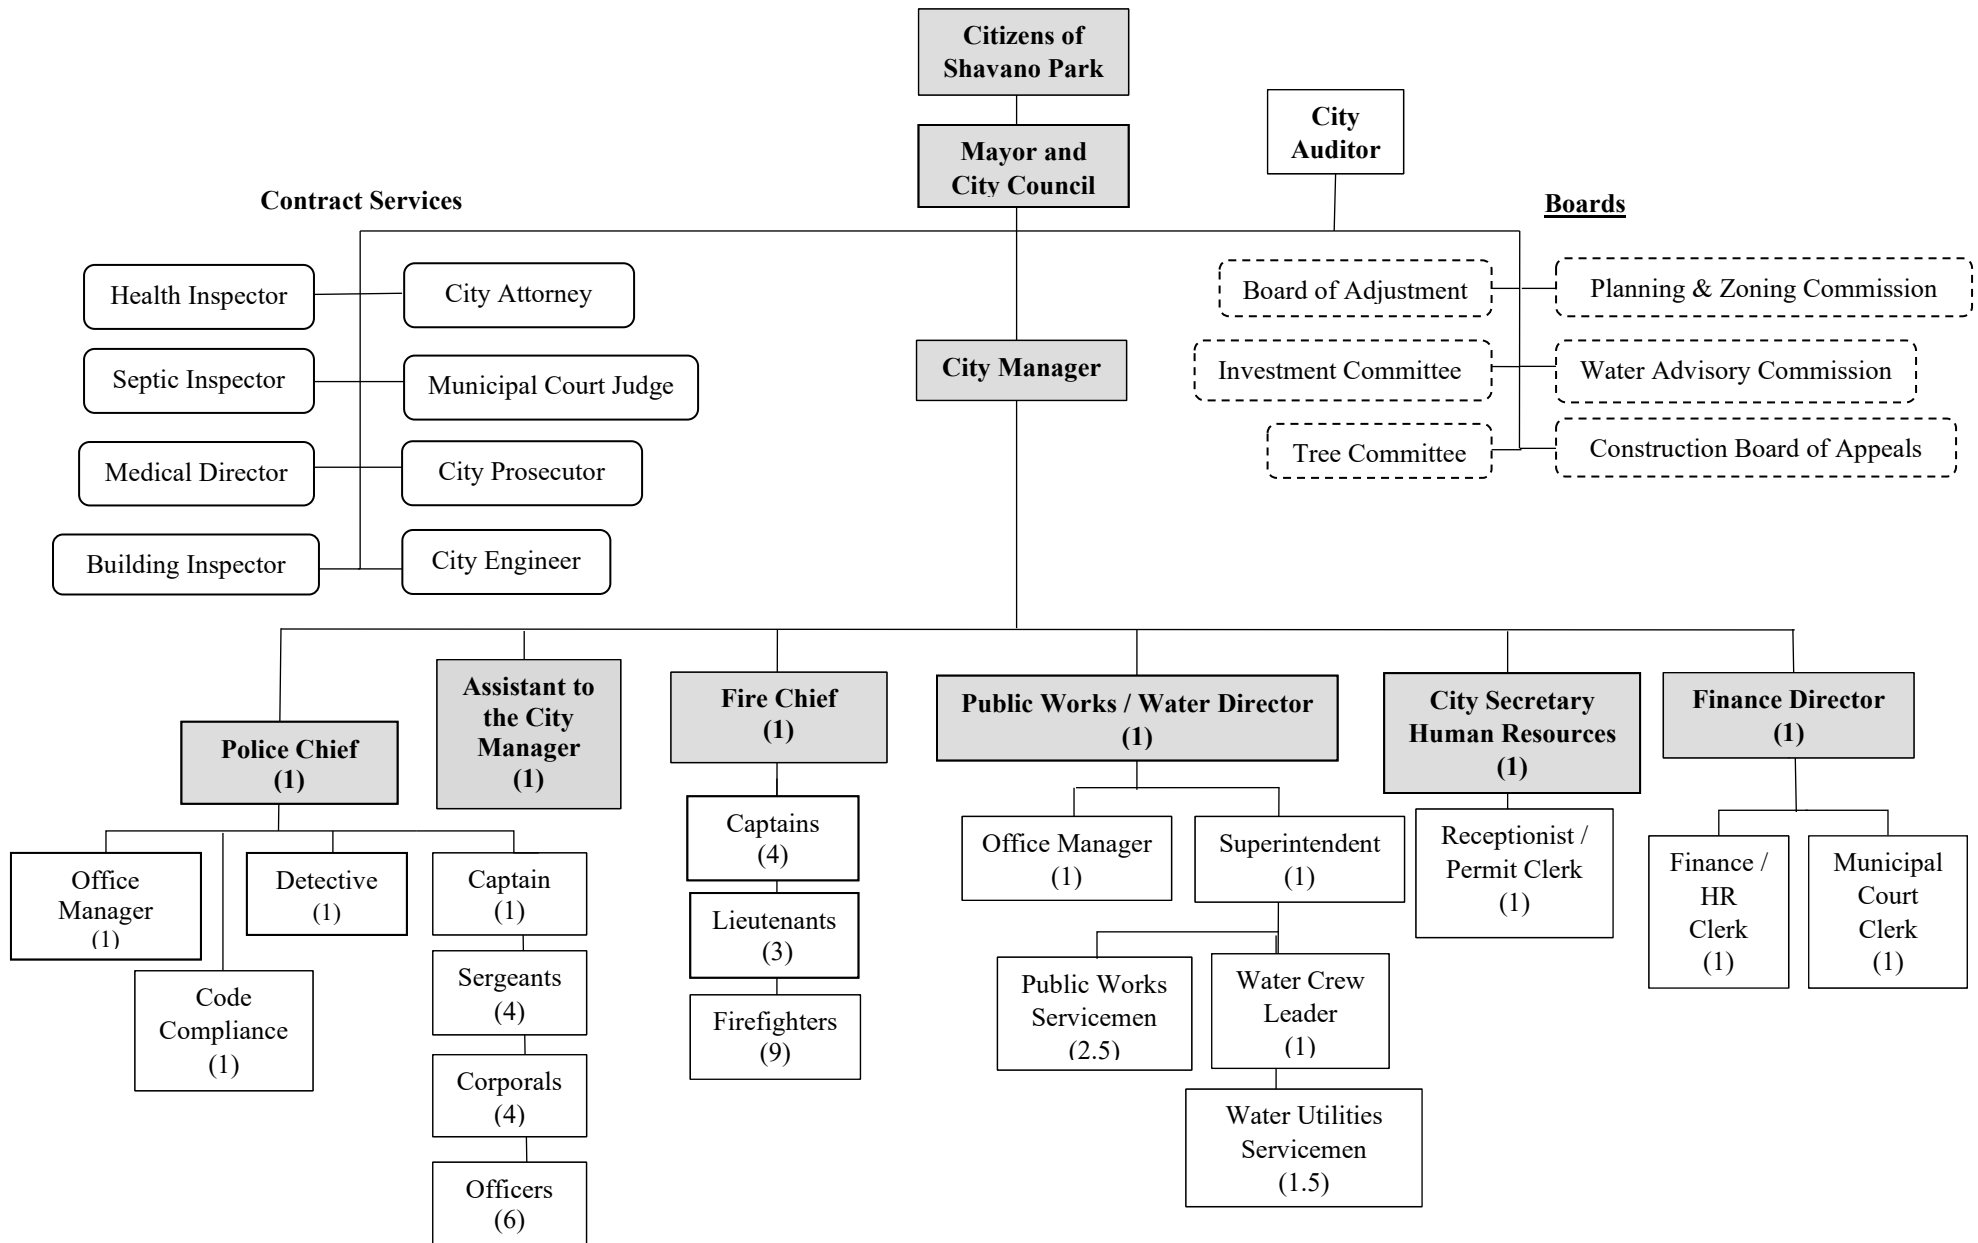 Citizens of
Shavano Park
Mayor and
City Council
City
Auditor
Contract Services
Boards
Health Inspector
City Attorney
Septic Inspector
Municipal Court Judge
Medical Director
City Prosecutor
Building Inspector
City Engineer
Board of Adjustment
Planning & Zoning Commission
Investment Committee
Water Advisory Commission
Tree Committee
Construction Board of Appeals
City Manager
Police Chief
(1)
Office
Manager
(1)
Code
Compliance
(1)
Detective
(1)
Captain
(1)
Sergeants
(4)
Corporals
(4)
Officers
(6)
Assistant to
the City
Manager
(1)
Fire Chief
(1)
Captains
(4)
Lieutenants
(3)
Firefighters
(9)
Public Works / Water Director
(1)
Office Manager
(1)
Superintendent
(1)
Public Works
Servicemen
(2.5)
Water Crew
Leader
(1)
Water Utilities
Servicemen
(1.5)
City Secretary
Human Resources
(1)
Receptionist /
Permit Clerk
(1)
Finance Director
(1)
Finance /
HR
Clerk
(1)
Municipal
Court
Clerk
(1)